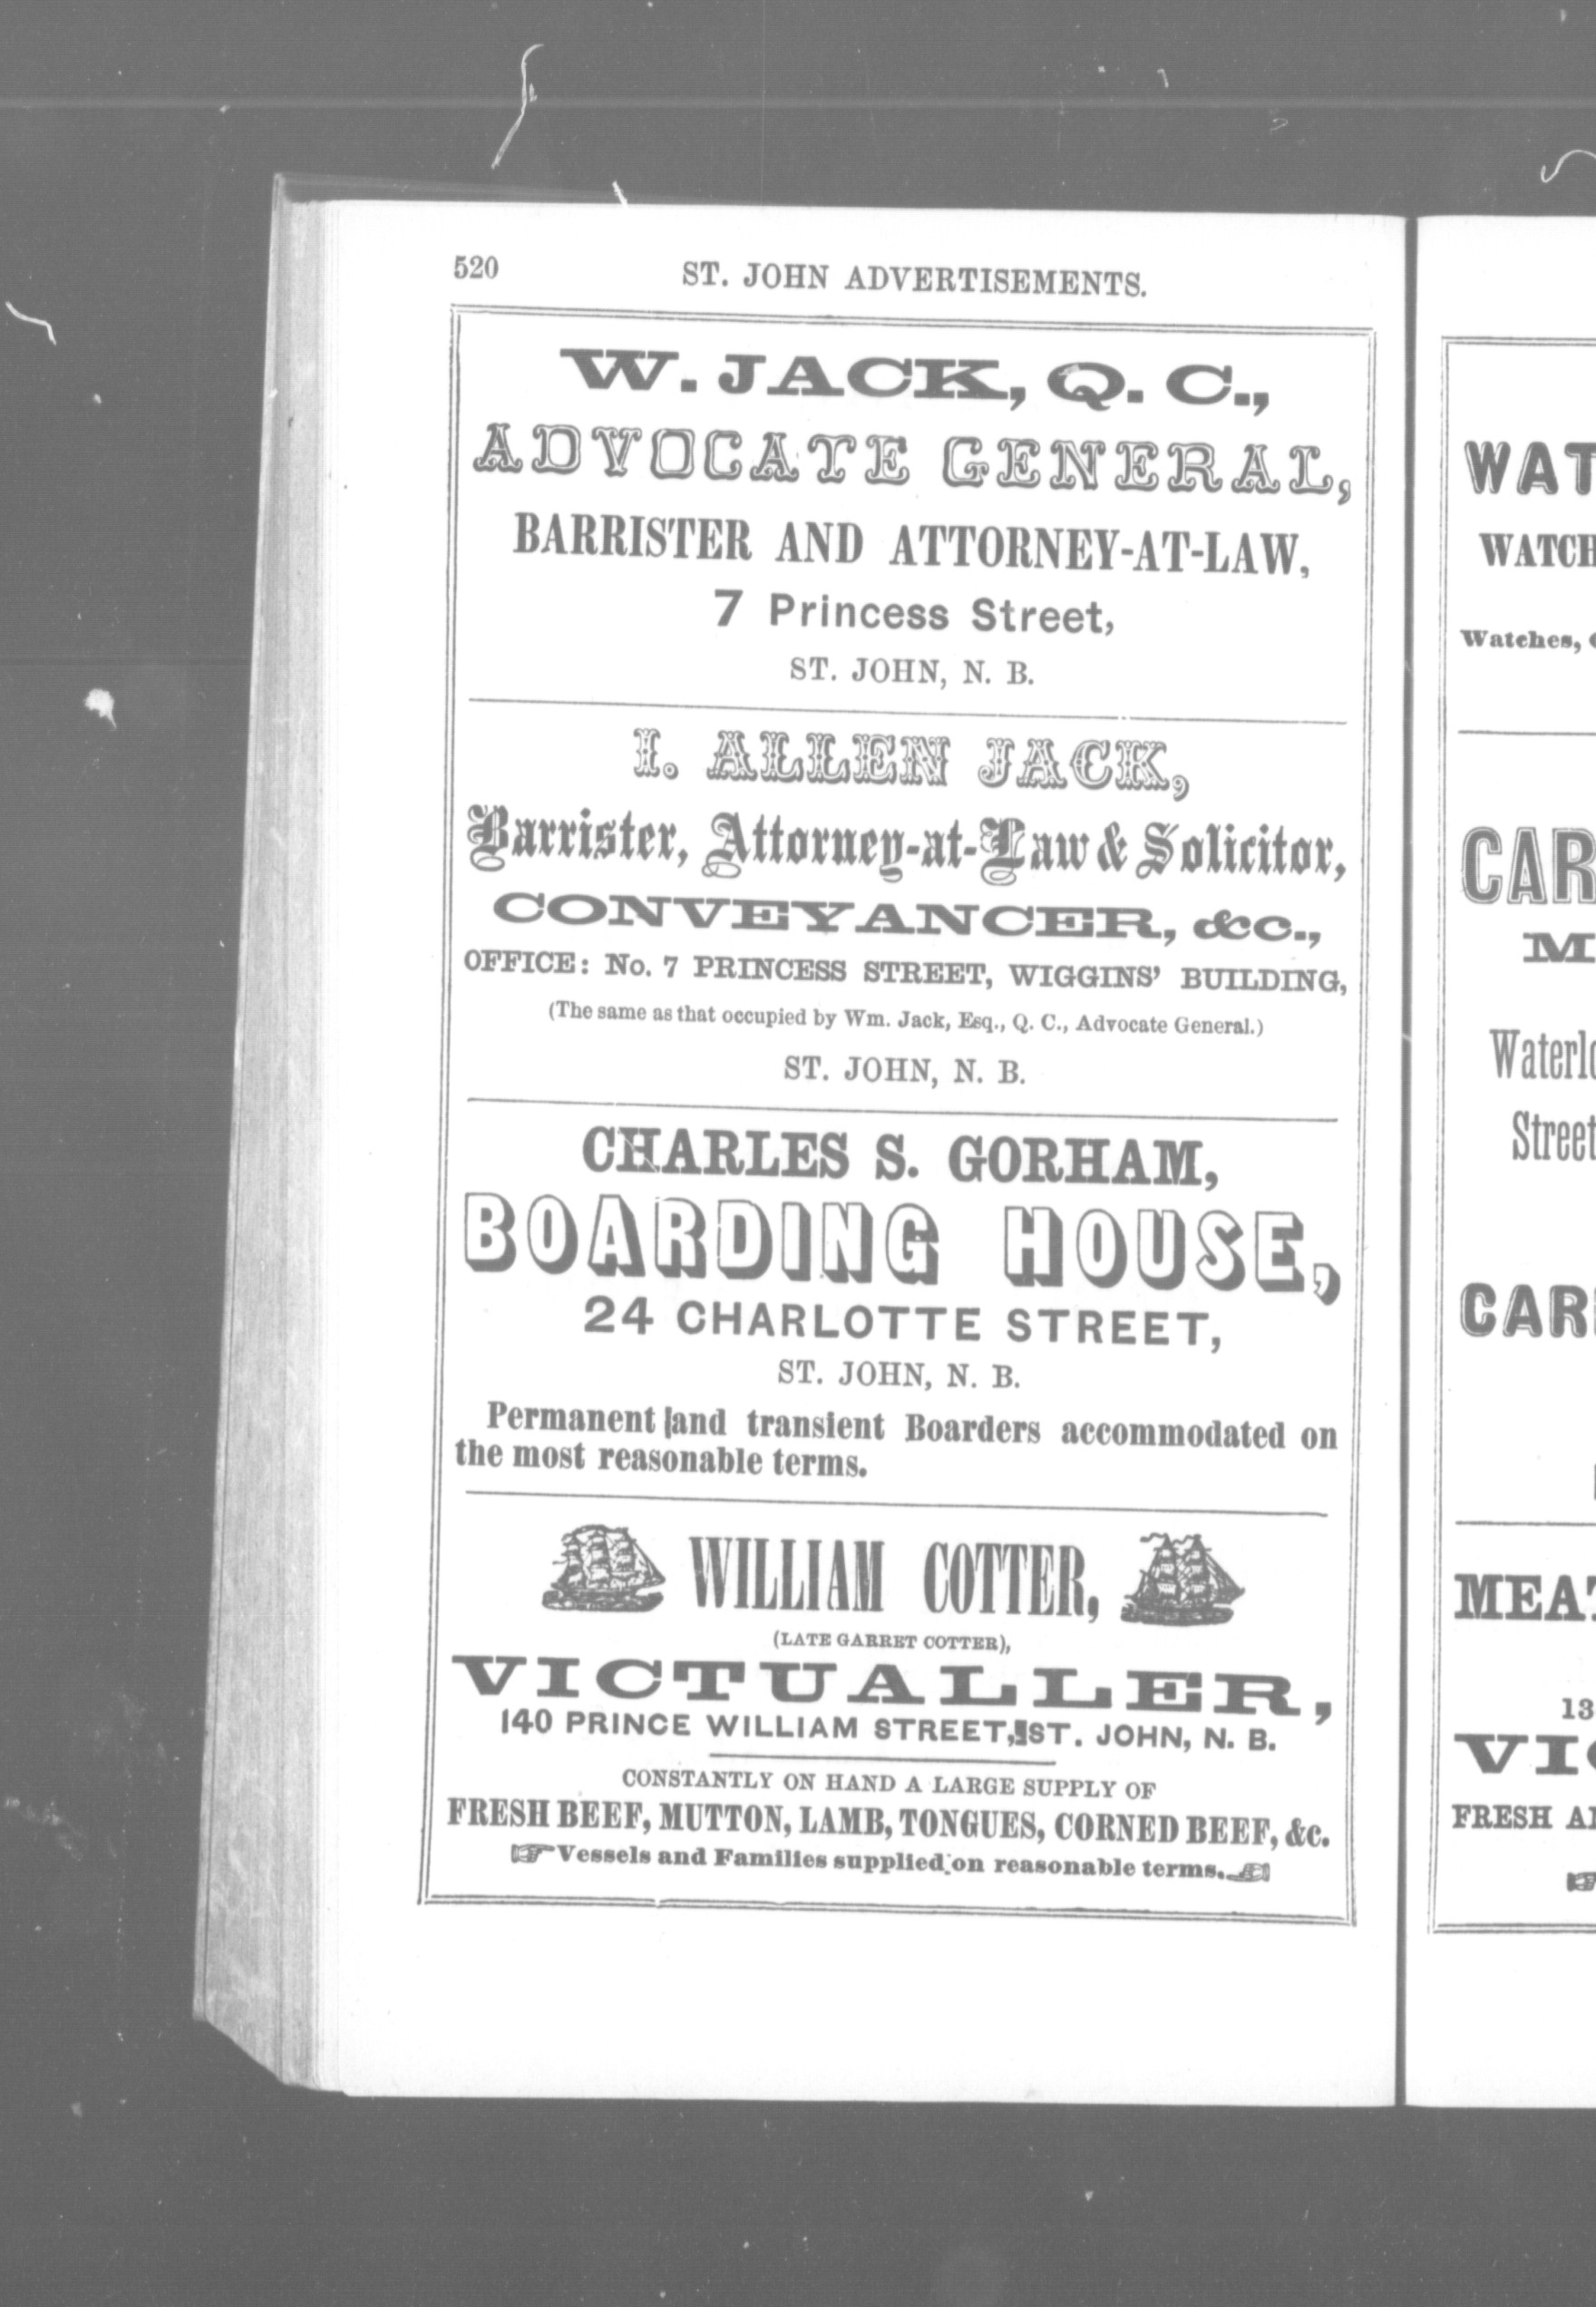 520
ST. JOHN ADVERTISEMENTS.
W. JACK, Q. C.,
ADVOCATE GENERAL,
BARRISTER AND ATTORNEY-AT-LAW,
7 Princess Street,
ST. JOHN, N. B.
I. ALLEN JACK,
Barrister, Attorney-at-Law & Solicitor,
CONVEYANCER, &c.,
OFFICE: No. 7 PRINCESS STREET, WIGGINS' BUILDING,
(The same as that occupied by Wm. Jack, Esq., Q. C., Advocate General.)
ST. JOHN, N. B.
CHARLES S. GORHAM,
BOARDING HOUSE,
24 CHARLOTTE STREET,
ST. JOHN, N. B.
Permanent and transient Boarders accommodated on
the most reasonable terms.
WILLIAM COTTER,
(LATE GARRET COTTER),
VICTUALLER,
140 PRINCE WILLIAM STREET, ST. JOHN, N. B.
CONSTANTLY ON HAND A LARGE SUPPLY OF
FRESH BEEF, MUTTON, LAMB, TONGUES, CORNED BEEF, &c.
☞Vessels and Families supplied on reasonable terms.☜
WAT
WATCH
Watches,
CAR
M
Waterlo
Street
CAR
MEAT
13
VIC
FRESH A